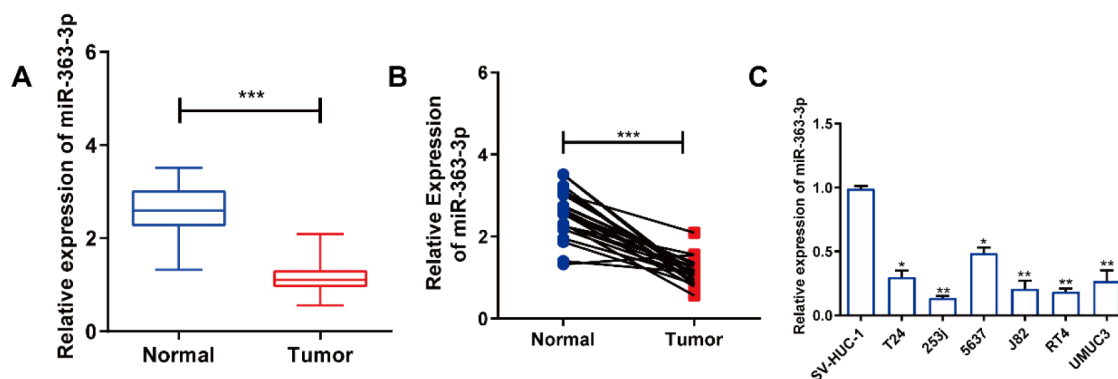 A
Relative expression of miR-363-3p
6
4
2
0
***
Normal
Tumor
B
Relative Expression
of miR-363-3p
6
4
2
0
***
Normal
Tumor
C
Relative expression of miR-363-3p
1.5
1.0
0.5
0.0
*
**
*
**
**
**
SV-HUC-1
T24
253j
5637
J82
RT4
UMUC3